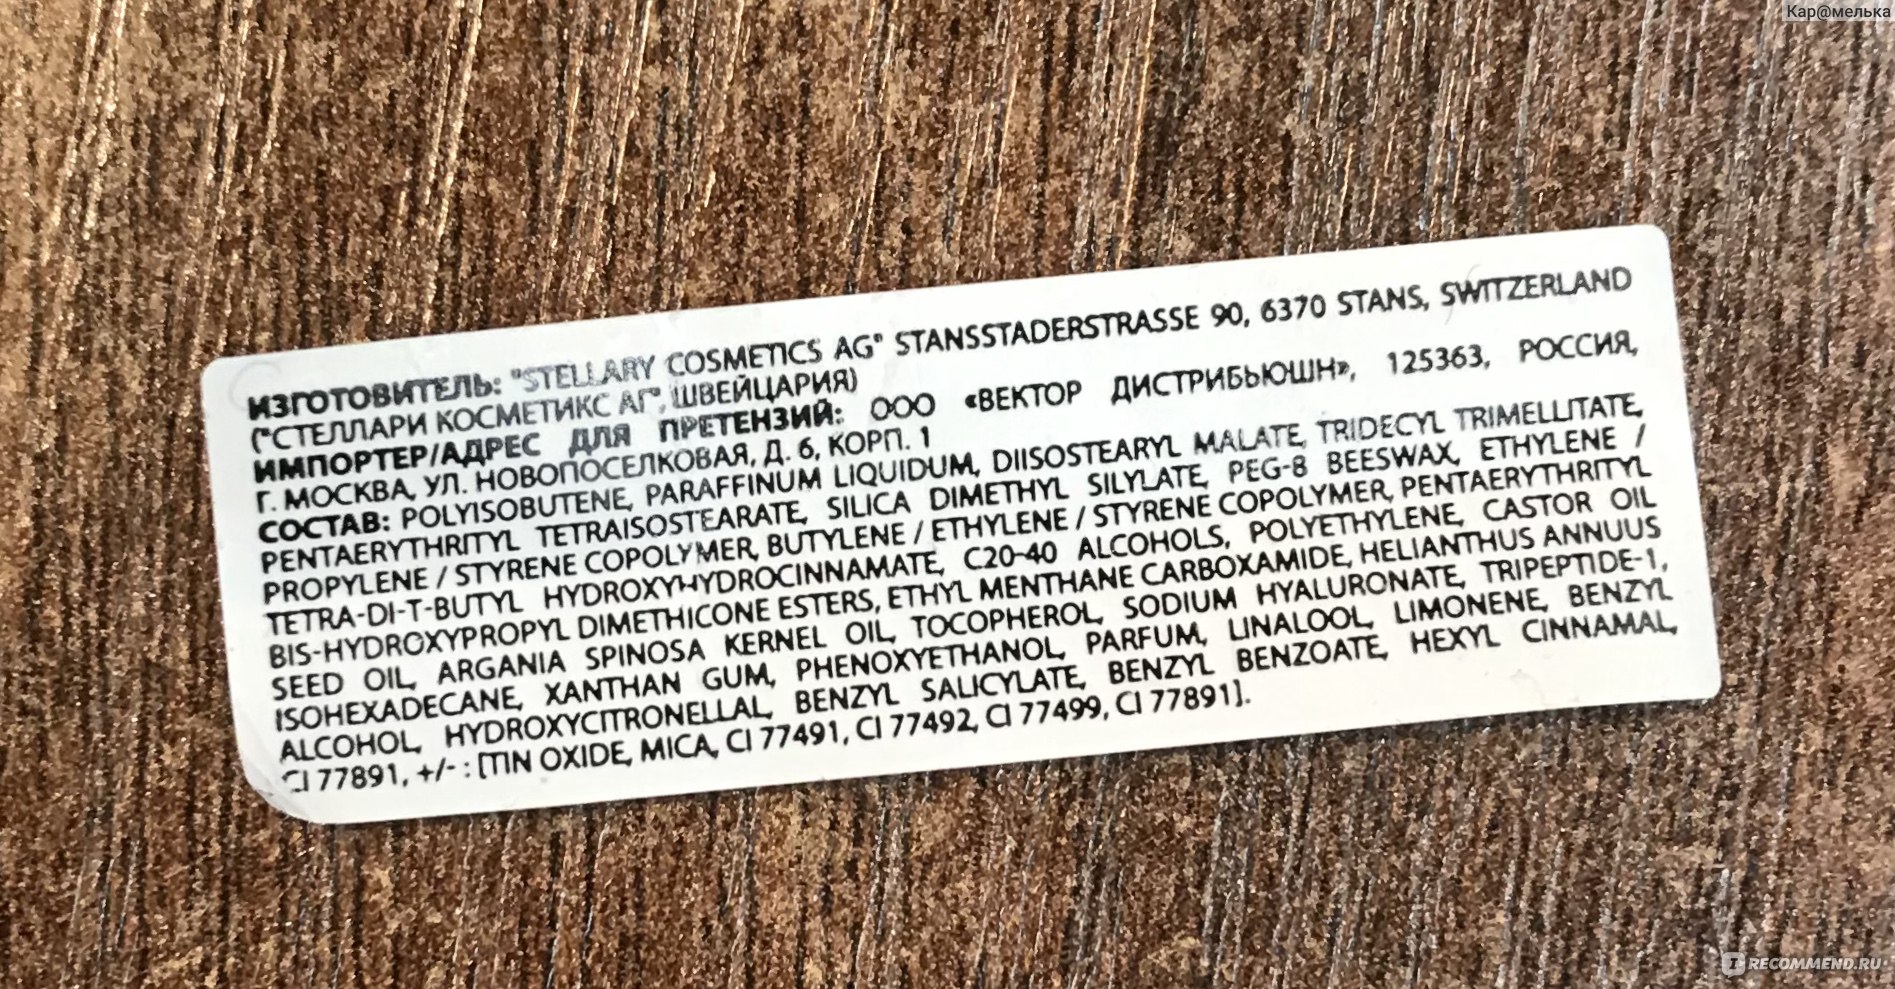 Кар@мелька
ИЗГОТОВИТЕЛЬ: "STELLARY COSMETICS AG" STANSSTADERSTRASSE 90, 6370 STANS, SWITZERLAND
("СТЕЛЛАРИ КОСМЕТИКС АГ", ШВЕЙЦАРИЯ)
ИМПОРТЕР/АДРЕС ДЛЯ ПРЕТЕНЗИЙ: ООО «ВЕКТОР ДИСТРИБЬЮШН», 125363, РОССИЯ,
Г. МОСКВА, УЛ. НОВОПОСЕЛКОВАЯ, Д. 6, КОРП. 1
СОСТАВ: POLYISOBUTENE, PARAFFINUM LIQUIDUM, DIISOSTEARYL MALATE, TRIDECYL TRIMELLITATE,
PENTAERYTHRITYL TETRAISOSTEARATE, SILICA DIMETHYL SILYLATE, PEG-8 BEESWAX, ETHYLENE /
PROPYLENE / STYRENE COPOLYMER, BUTYLENE / ETHYLENE / STYRENE COPOLYMER, PENTAERYTHRITYL
TETRA-DI-T-BUTYL HYDROXYHYDROCINNAMATE, C20-40 ALCOHOLS, POLYETHYLENE, CASTOR OIL
BIS-HYDROXYPROPYL DIMETHICONE ESTERS, ETHYL MENTHANE CARBOXAMIDE, HELIANTHUS ANNUUS
SEED OIL, ARGANIA SPINOSA KERNEL OIL, TOCOPHEROL, SODIUM HYALURONATE, TRIPEPTIDE-1,
ISOHEXADECANE, XANTHAN GUM, PHENOXYETHANOL, PARFUM, LINALOOL, LIMONENE, BENZYL
ALCOHOL, HYDROXYCITRONELLAL, BENZYL SALICYLATE, BENZYL BENZOATE, HEXYL CINNAMAL,
CI 77891, +/- : [TIN OXIDE, MICA, CI 77491, CI 77492, CI 77499, CI 77891].
IRECOMMEND.RU